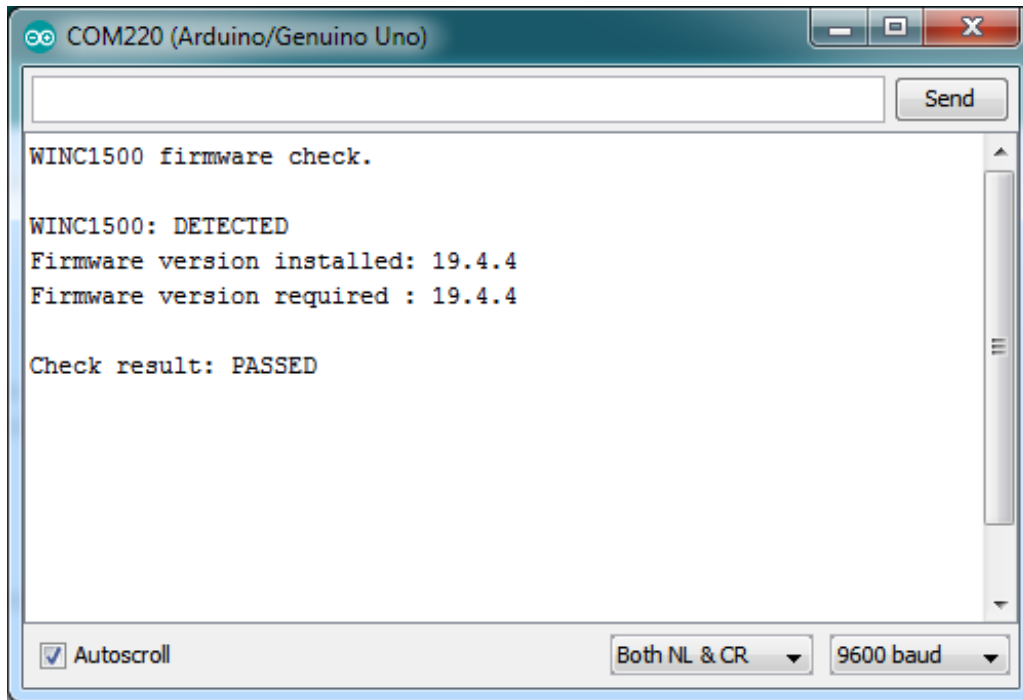 COM220 (Arduino/Genuino Uno)
Send
WINC1500 firmware check.
WINC1500: DETECTED
Firmware version installed: 19.4.4
Firmware version required : 19.4.4
Check result: PASSED
Autoscroll
Both NL & CR
9600 baud